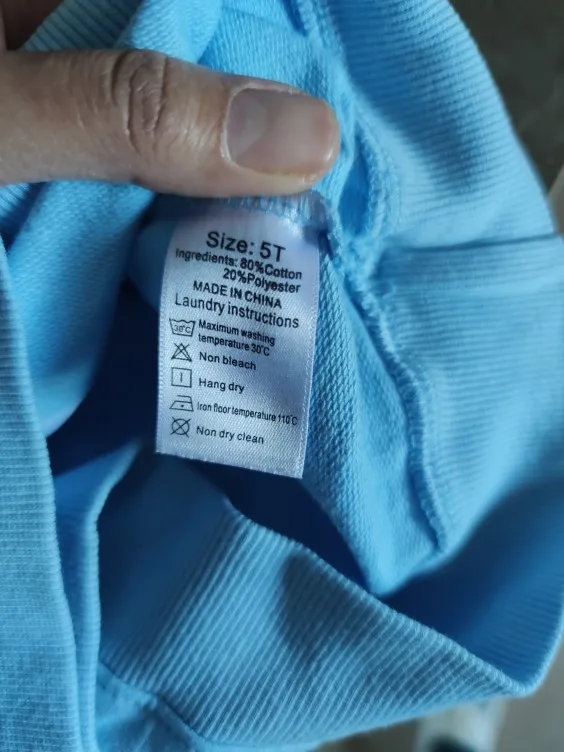 Size: 5T
Ingredients: 80%Cotton
20%Polyester
MADE IN CHINA
Laundry instructions
30°C Maximum washing
temperature 30°C
Non bleach
Hang dry
Iron floor temperature 110°C
Non dry clean